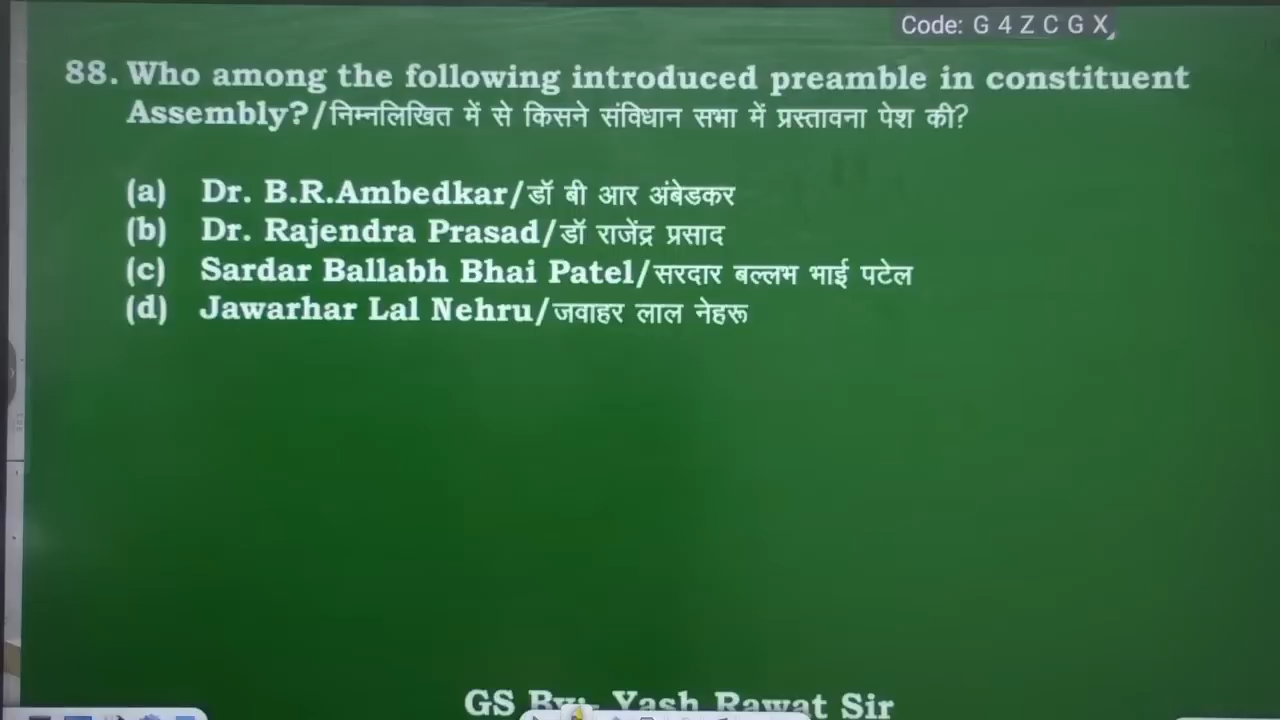 Code: G 4 Z C G X
88. Who among the following introduced preamble in constituent
Assembly?/निम्नलिखित में से किसने संविधान सभा में प्रस्तावना पेश की?
(a) Dr. B.R.Ambedkar/डॉ बी आर अंबेडकर
(b) Dr. Rajendra Prasad/डॉ राजेंद्र प्रसाद
(c) Sardar Ballabh Bhai Patel/सरदार बल्लभ भाई पटेल
(d) Jawarhar Lal Nehru/जवाहर लाल नेहरू
GS By:- Yash Rawat Sir